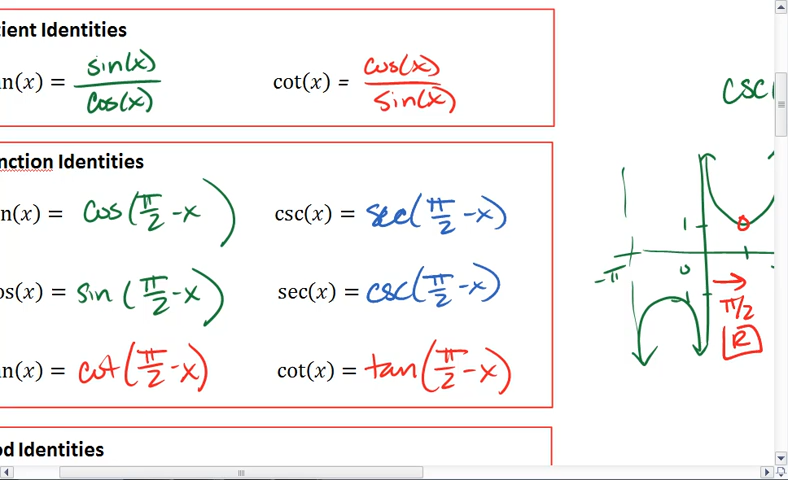 ient Identities
n(x) = sin(x)/cos(x) cot(x) = cos(x)/sin(x)
nction Identities
n(x) = cos(π/2 - x) csc(x) = sec(π/2 - x)
os(x) = sin(π/2 - x) sec(x) = csc(π/2 - x)
n(x) = cot(π/2 - x) cot(x) = tan(π/2 - x)
od Identities
csc(
1
-π 0
1
π/2
R